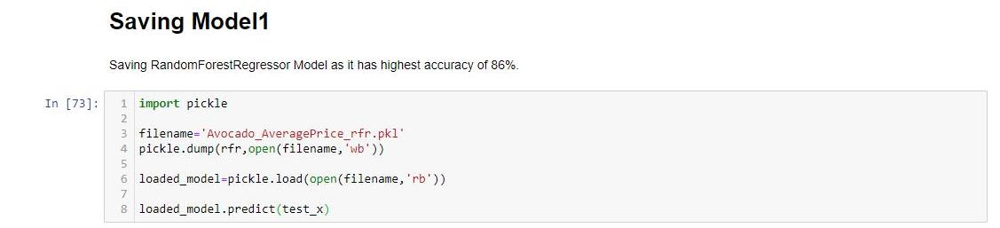 Saving Model1
Saving RandomForestRegressor Model as it has highest accuracy of 86%.
In [73]:
1 import pickle
2
3 filename='Avocado_AveragePrice_rfr.pkl'
4 pickle.dump(rfr,open(filename,'wb'))
5
6 loaded_model=pickle.load(open(filename,'rb'))
7
8 loaded_model.predict(test_x)